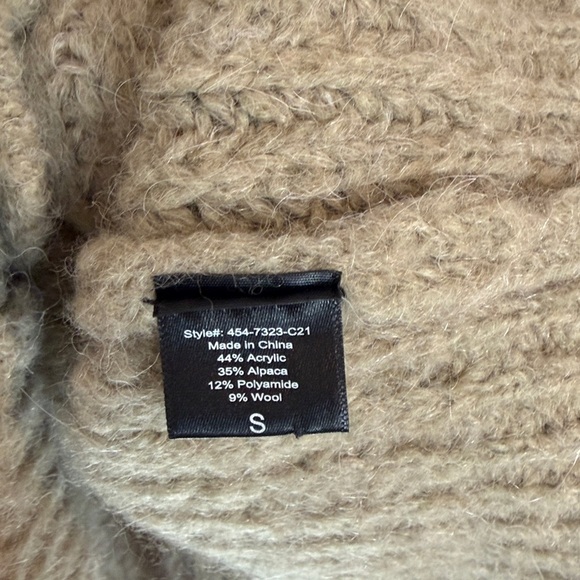 Style#: 454-7323-C21
Made in China
44% Acrylic
35% Alpaca
12% Polyamide
9% Wool
S